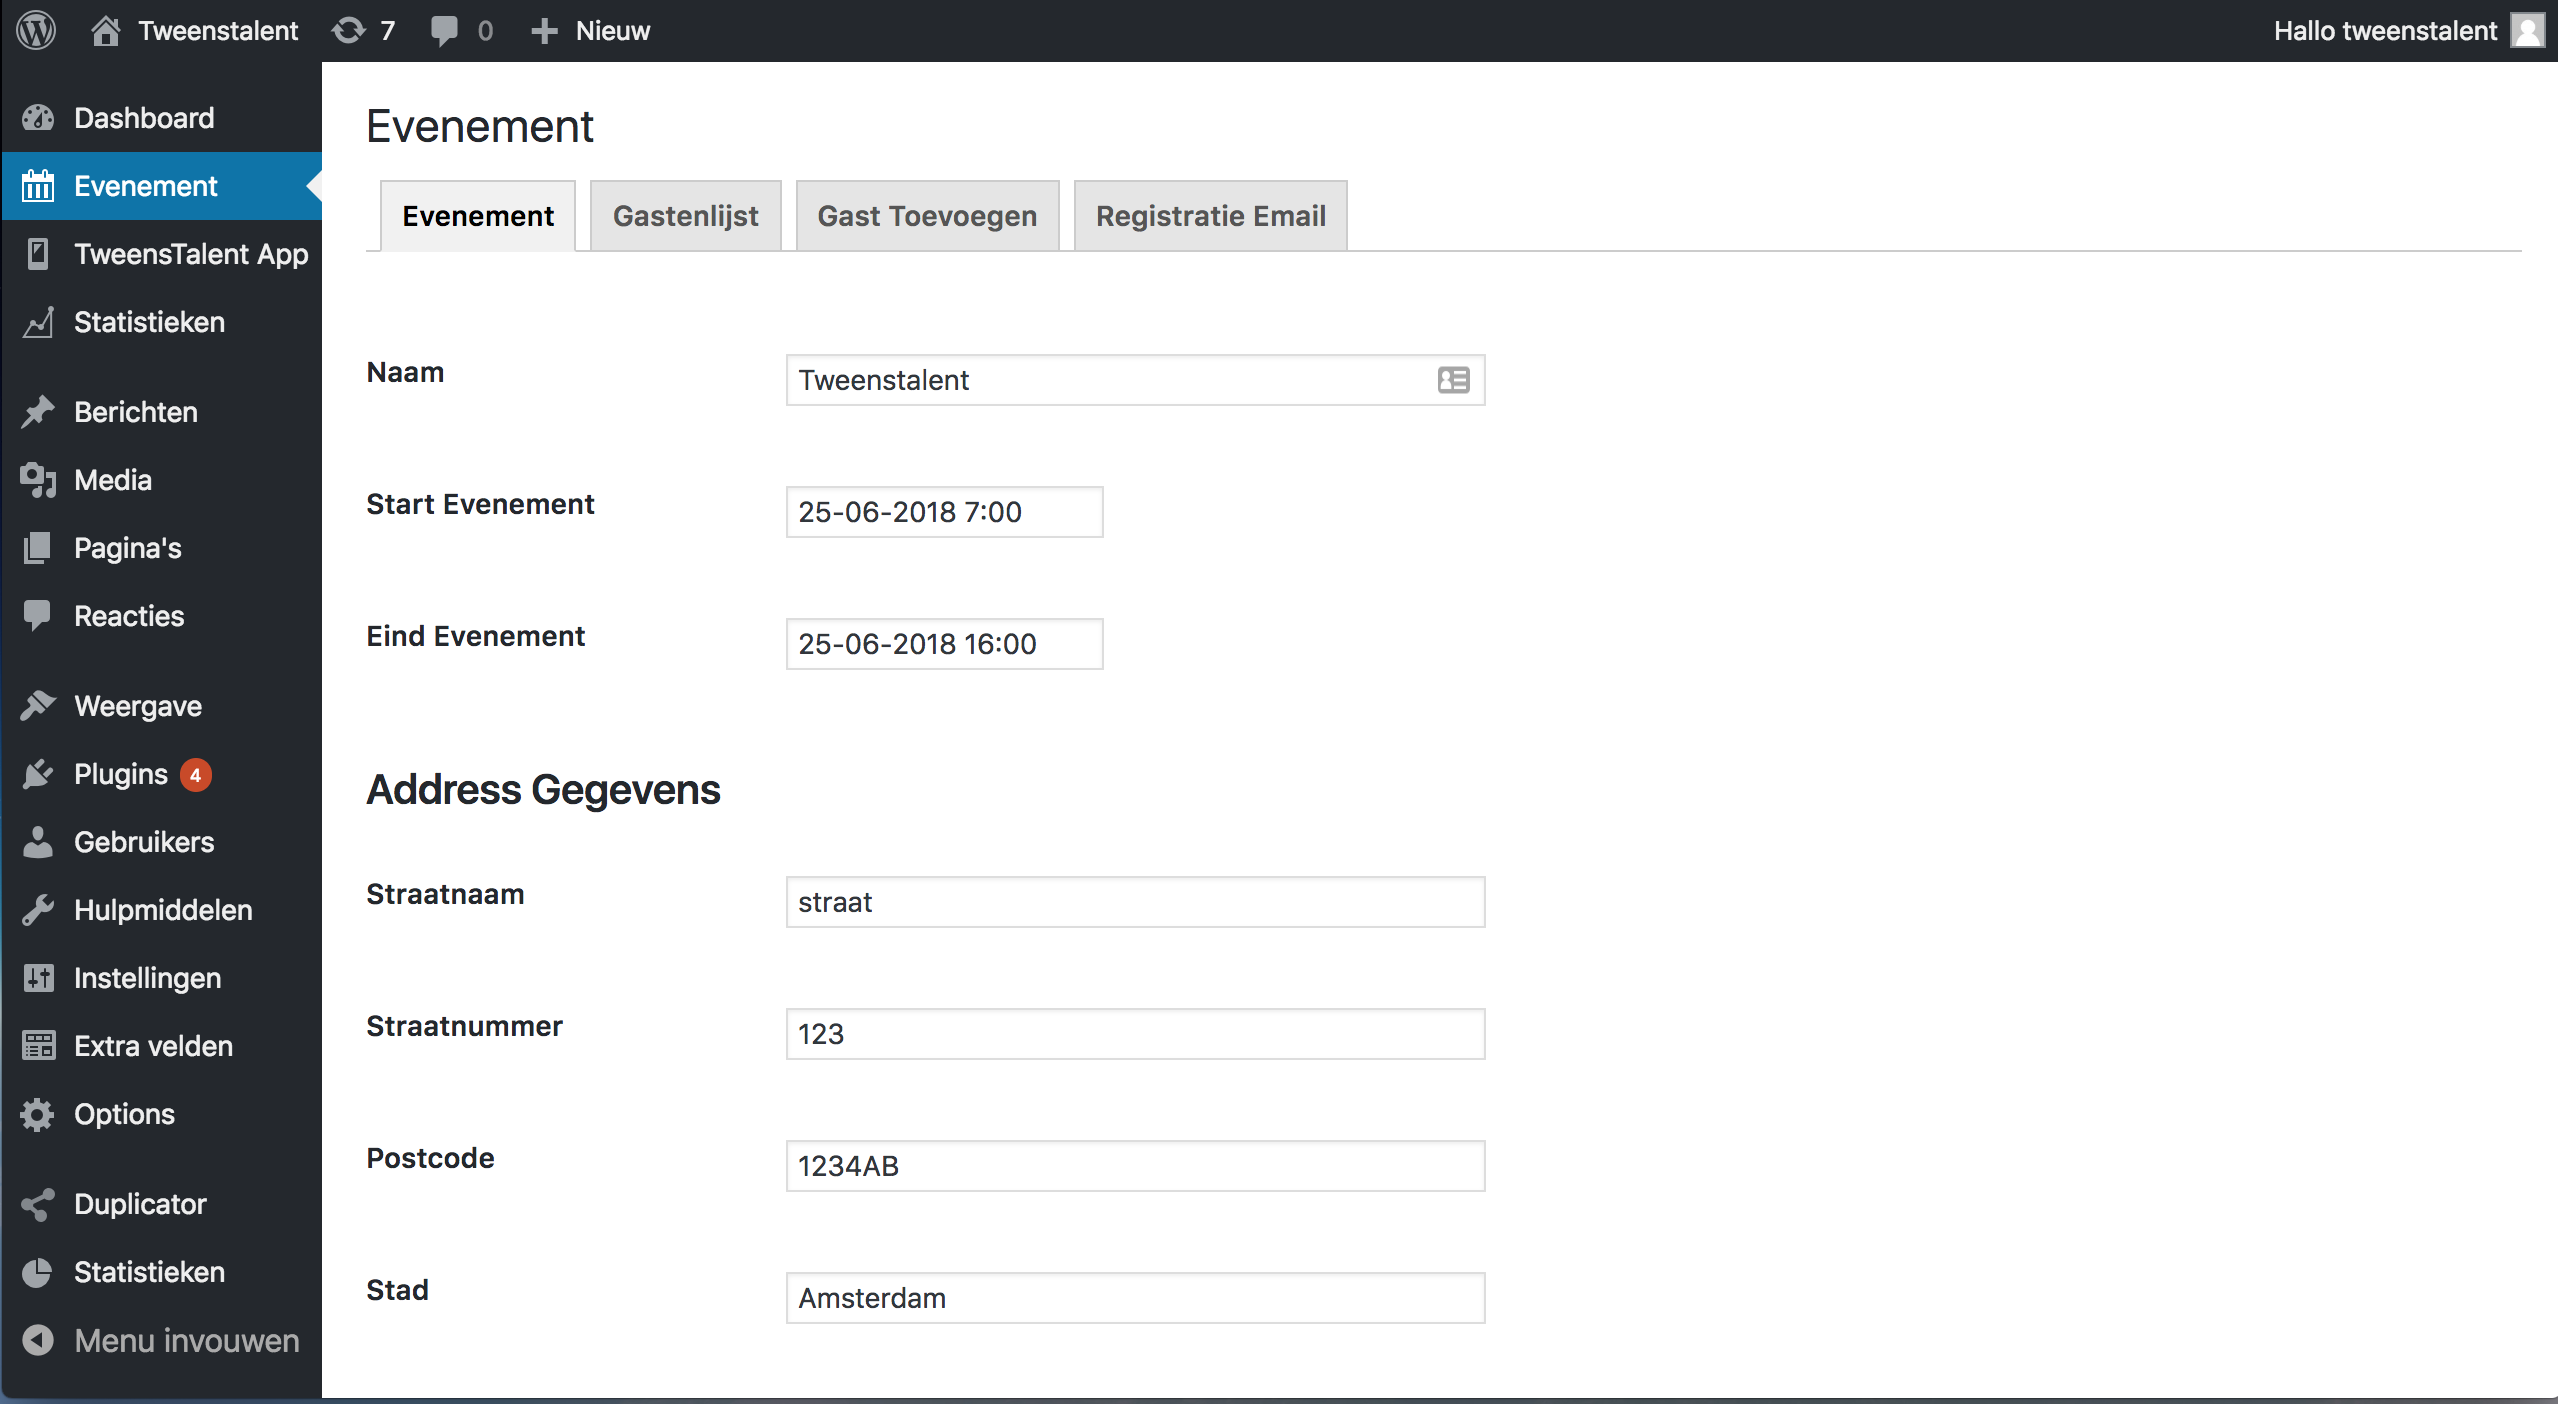 Tweenstalent 7 0 Nieuw Hallo tweenstalent
Dashboard
Evenement
TweensTalent App
Statistieken
Berichten
Media
Pagina's
Reacties
Weergave
Plugins 4
Gebruikers
Hulpmiddelen
Instellingen
Extra velden
Options
Duplicator
Statistieken
Menu invouwen
Evenement
Evenement Gastenlijst Gast Toevoegen Registratie Email
Naam Tweenstalent
Start Evenement 25-06-2018 7:00
Eind Evenement 25-06-2018 16:00
Address Gegevens
Straatnaam straat
Straatnummer 123
Postcode 1234AB
Stad Amsterdam